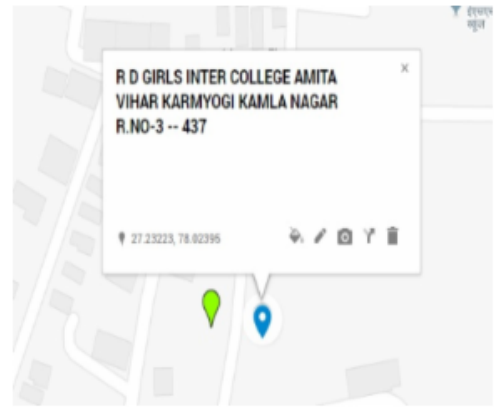 R D GIRLS INTER COLLEGE AMITA
VIHAR KARMYOGI KAMLA NAGAR
R.NO-3 -- 437
27.23223, 78.02395